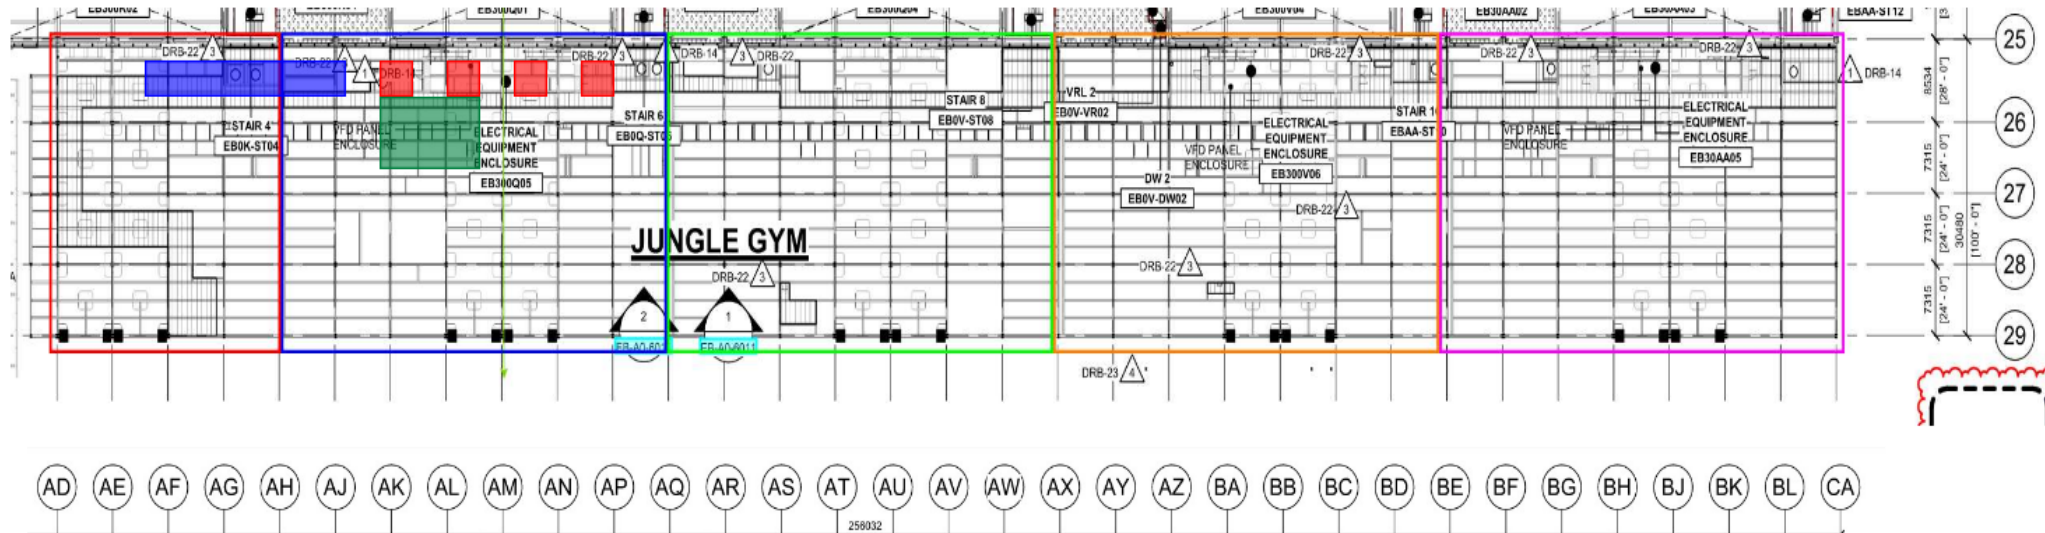 EB300Q01
EB300Q04
EB300V04
EB30AA02
EBAA-ST12
DRB-22 3
DRB-22 3
DRB-14
3 DRB-22
DRB-22 3
DRB-22 3
DRB-22 3
1 DRB-14
25
8534
[28' - 0"]
1
STAIR 4
EB0K-ST04
VFD PANEL
ENCLOSURE
ELECTRICAL
EQUIPMENT
ENCLOSURE
EB300Q05
STAIR 6
STAIR 8
EB0V-ST08
VRL 2
EB0V-VR02
ELECTRICAL
EQUIPMENT
ENCLOSURE
EB300V06
VFD PANEL
ENCLOSURE
DW 2
EB0V-DW02
VFD PANEL
ENCLOSURE
ELECTRICAL
EQUIPMENT
ENCLOSURE
EB30AA05
26
7315
[24' - 0"]
27
DRB-22 3
JUNGLE GYM
DRB-22 3
DRB-22 3
7315
[24' - 0"]
30480
[100' - 0"]
28
2
1
EB-A0-6011
7315
[24' - 0"]
29
DRB-23 4
AD AE AF AG AH AJ AK AL AM AN AP AQ AR AS AT AU AV AW AX AY AZ BA BB BC BD BE BF BG BH BJ BK BL CA
256032